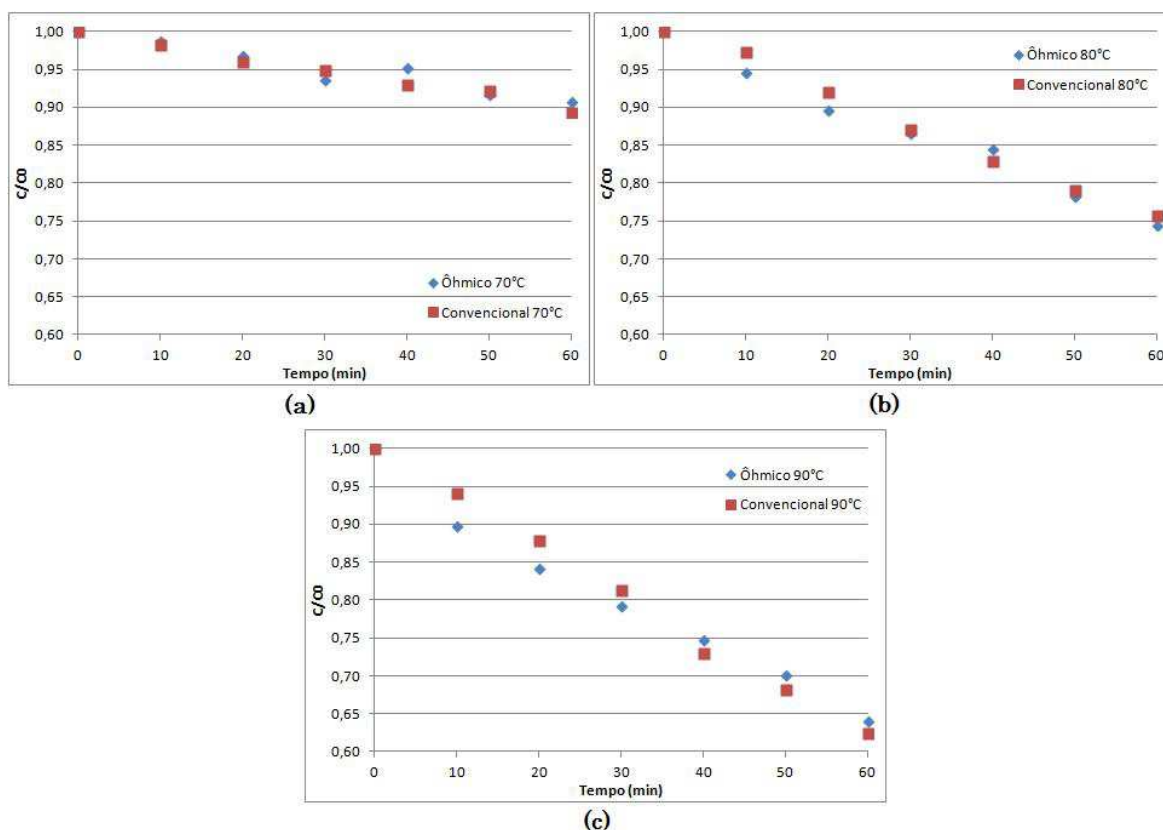 1,00
0,95
0,90
0,85
0,80
0,75
0,70
0,65
0,60
C/C0
0 10 20 30 40 50 60
Tempo (min)
Ôhmico 70°C
Convencional 70°C
(a)
1,00
0,95
0,90
0,85
0,80
0,75
0,70
0,65
0,60
C/C0
0 10 20 30 40 50 60
Tempo (min)
Ôhmico 80°C
Convencional 80°C
(b)
1,00
0,95
0,90
0,85
0,80
0,75
0,70
0,65
0,60
C/C0
0 10 20 30 40 50 60
Tempo (min)
Ôhmico 90°C
Convencional 90°C
(c)